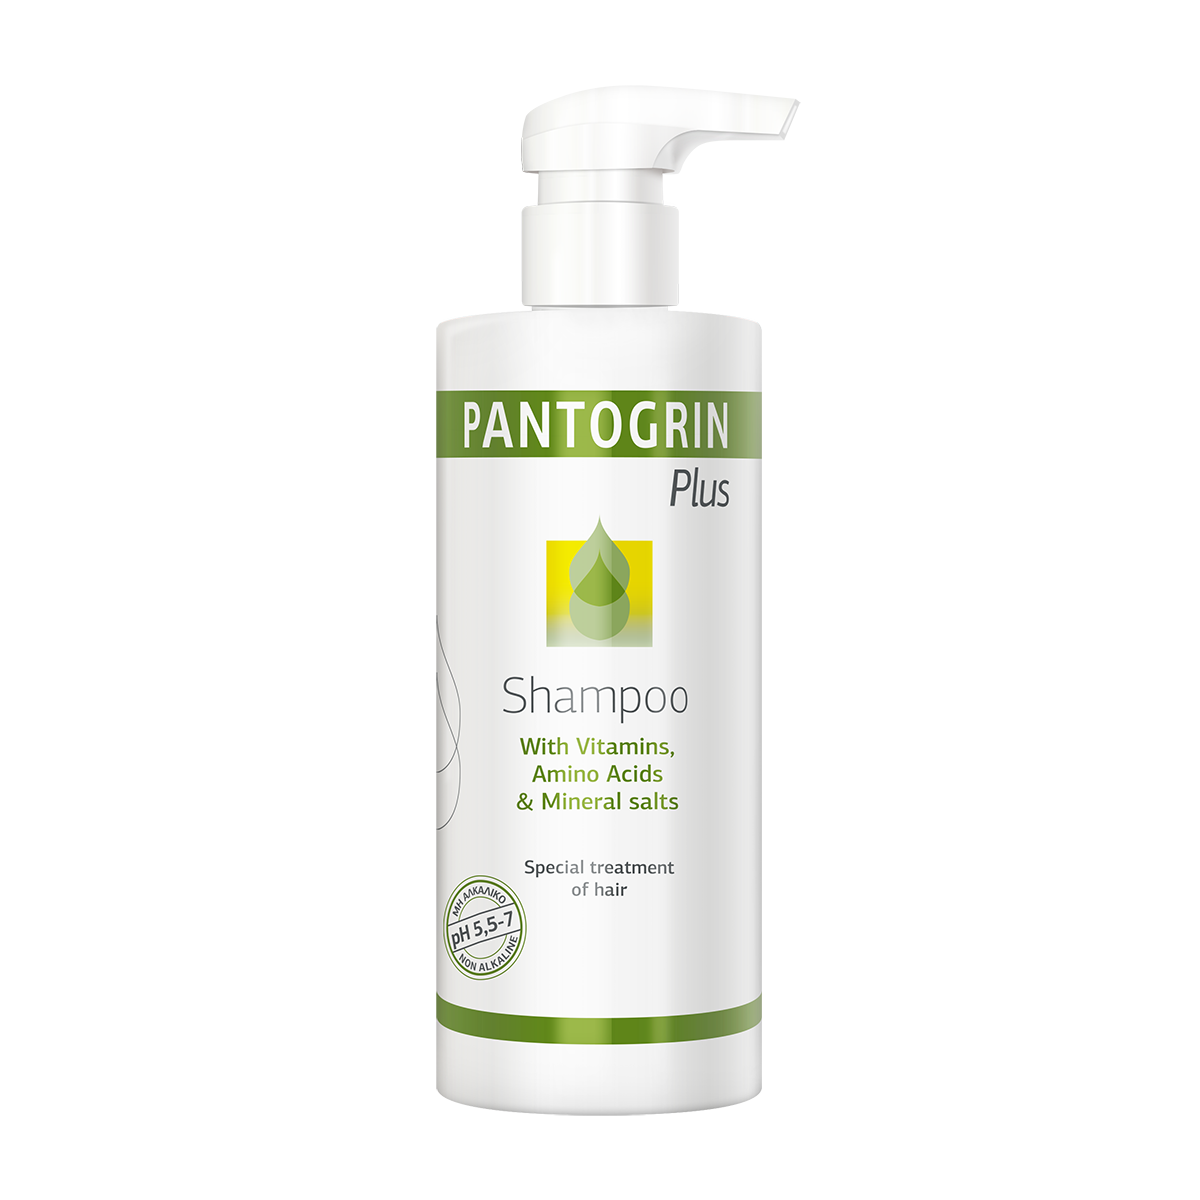 PANTOGRIN
Plus
Shampoo
With Vitamins,
Amino Acids
& Mineral salts
Special treatment
of hair
ΜΗ ΑΛΚΑΛΙΚΟ
pH 5,5-7
NON ALKALINE